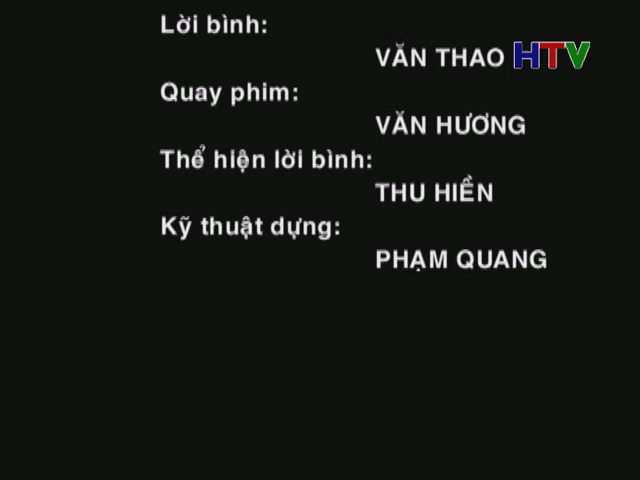 Lời bình:
VĂN THAO HTV
Quay phim:
VĂN HƯƠNG
Thể hiện lời bình:
THU HIỀN
Kỹ thuật dựng:
PHẠM QUANG